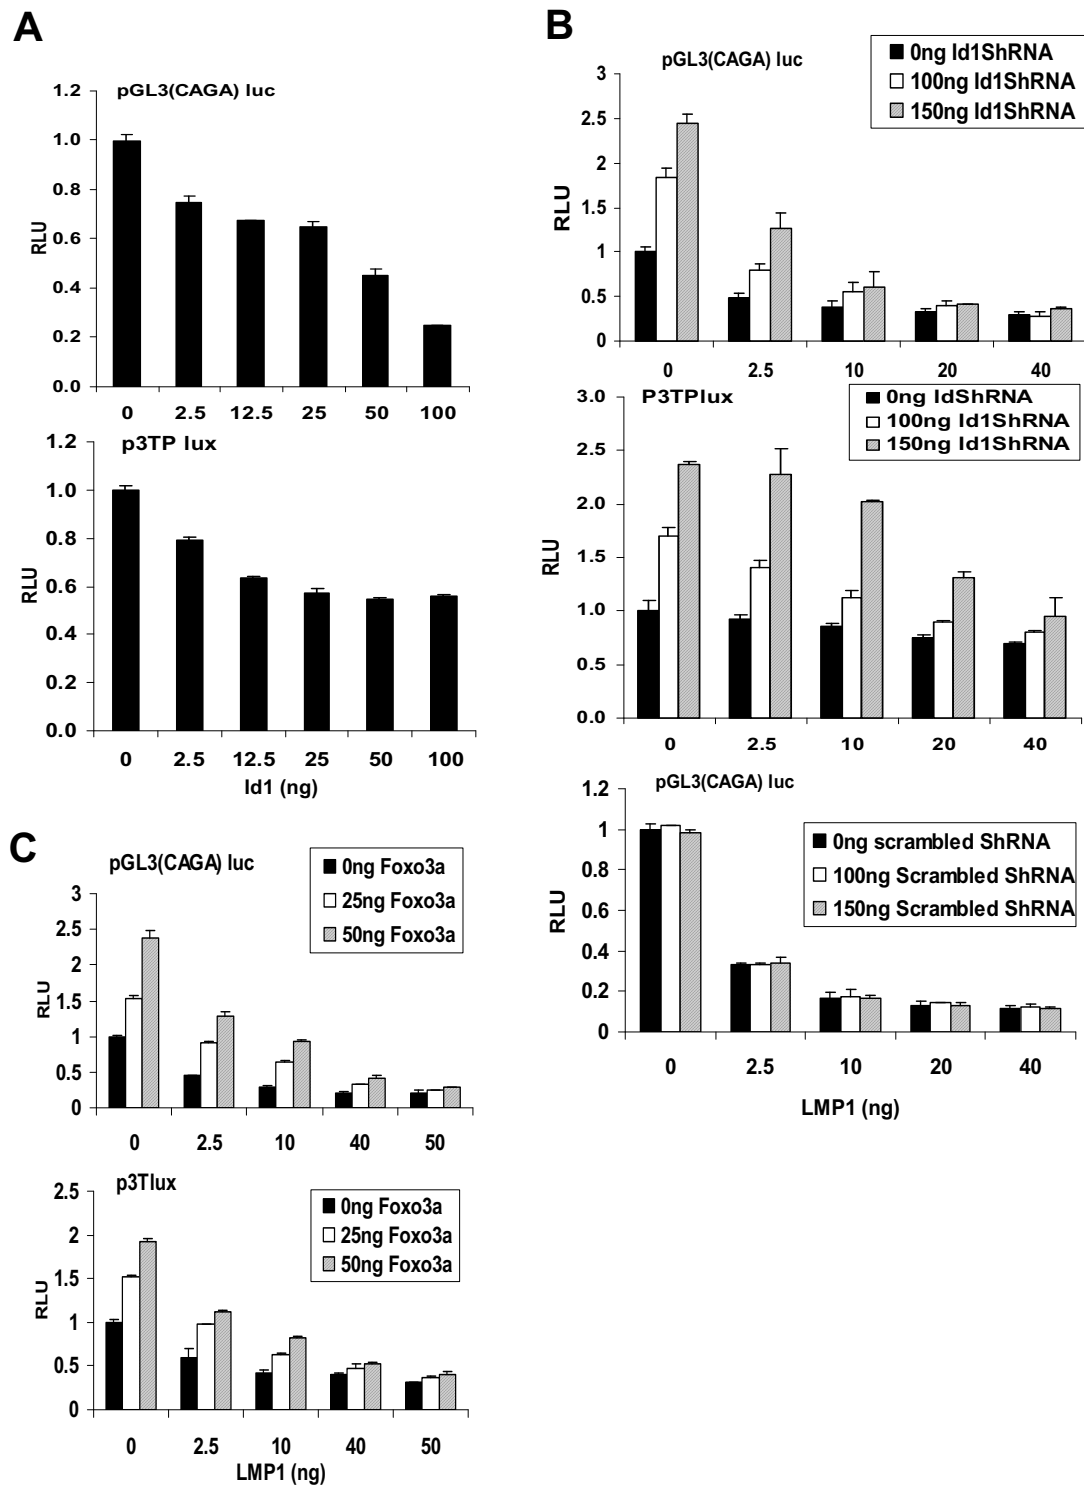 A
pGL3(CAGA) luc
1.2
1.0
0.8
0.6
0.4
0.2
0.0
RLU
0 2.5 12.5 25 50 100
p3TP lux
1.2
1.0
0.8
0.6
0.4
0.2
0.0
RLU
0 2.5 12.5 25 50 100
Id1 (ng)
B
pGL3(CAGA) luc
0ng Id1ShRNA
100ng Id1ShRNA
150ng Id1ShRNA
3
2.5
2
1.5
1
0.5
0
RLU
0 2.5 10 20 40
P3TPlux
0ng IdShRNA
100ng Id1ShRNA
150ng Id1ShRNA
3.0
2.5
2.0
1.5
1.0
0.5
0.0
RLU
0 2.5 10 20 40
pGL3(CAGA) luc
0ng scrambled ShRNA
100ng Scrambled ShRNA
150ng Scrambled ShRNA
1.2
1
0.8
0.6
0.4
0.2
0
RLU
0 2.5 10 20 40
LMP1 (ng)
C
pGL3(CAGA) luc
0ng Foxo3a
25ng Foxo3a
50ng Foxo3a
3
2.5
2
1.5
1
0.5
0
RLU
0 2.5 10 40 50
p3Tlux
0ng Foxo3a
25ng Foxo3a
50ng Foxo3a
2.5
2
1.5
1
0.5
0
RLU
0 2.5 10 40 50
LMP1 (ng)